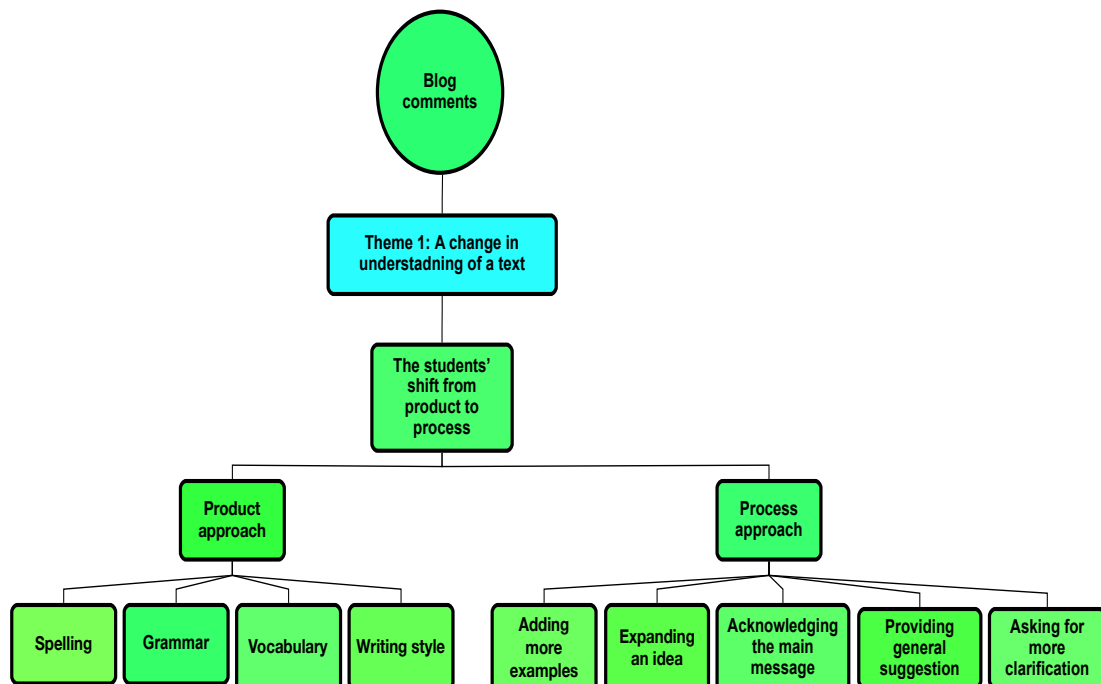 Blog
comments
Theme 1: A change in
understadning of a text
The students’
shift from
product to
process
Product
approach
Process
approach
Spelling
Grammar
Vocabulary
Writing style
Adding
more
examples
Expanding
an idea
Acknowledging
the main
message
Providing
general
suggestion
Asking for
more
clarification